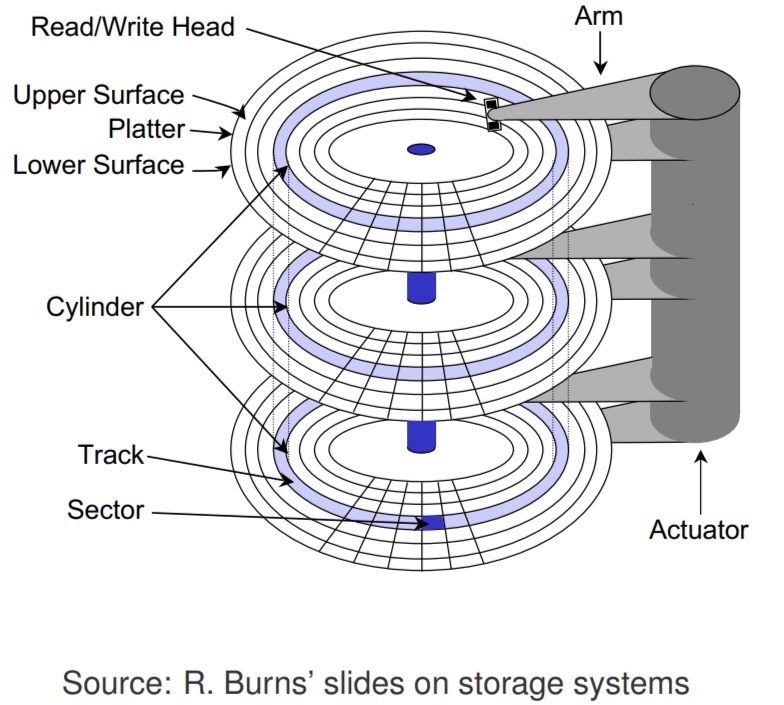 Arm
Read/Write Head
Upper Surface
Platter
Lower Surface
Cylinder
Track
Sector
Actuator
Source: R. Burns’ slides on storage systems